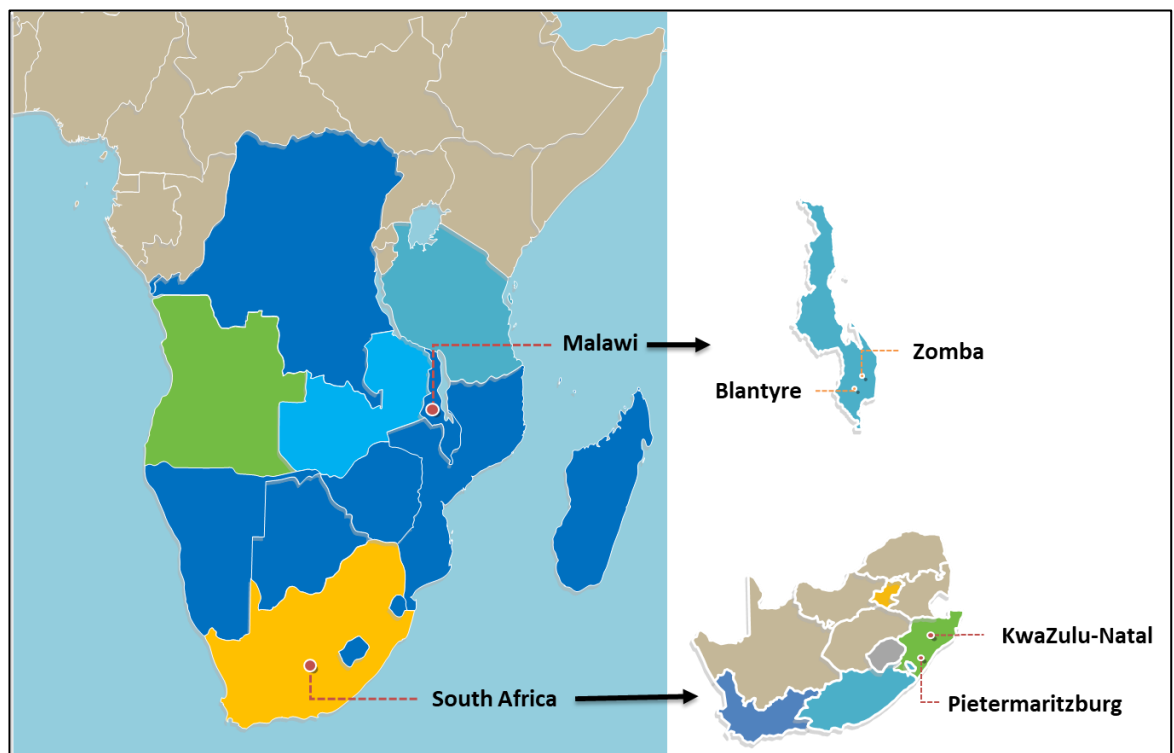 Malawi
Zomba
Blantyre
KwaZulu-Natal
South Africa
Pietermaritzburg